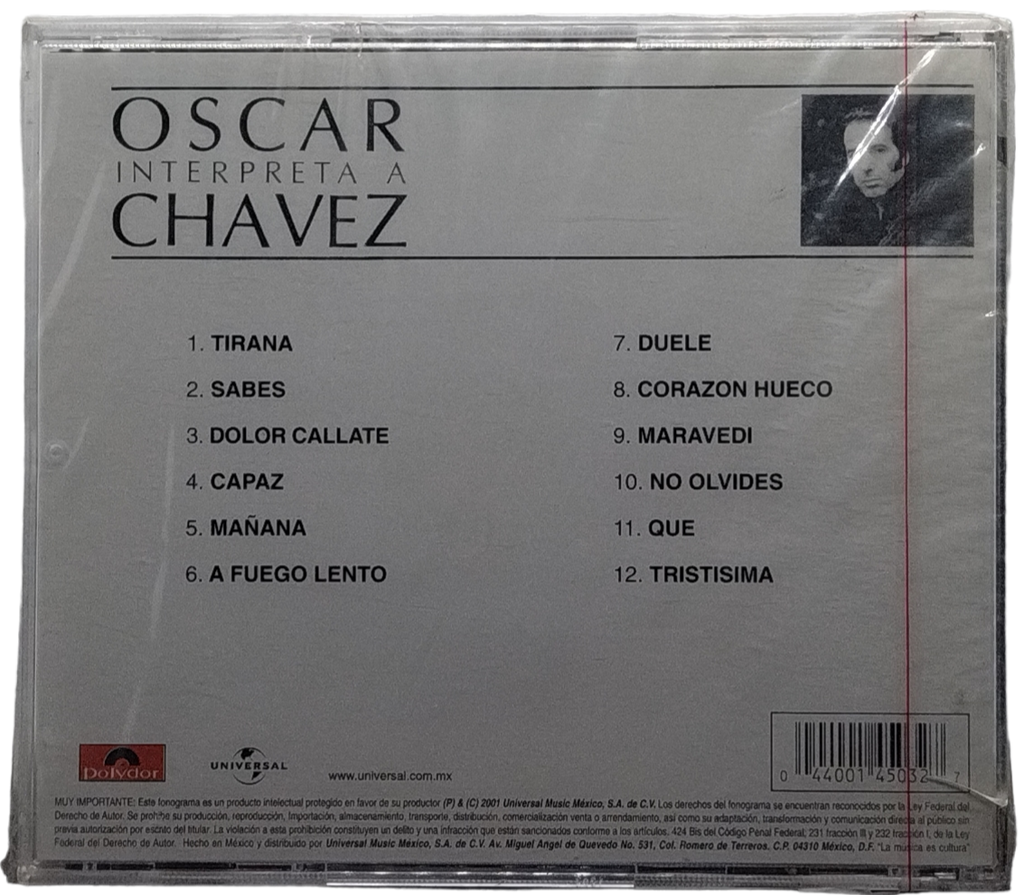 OSCAR
INTERPRETA A
CHAVEZ
1. TIRANA
2. SABES
3. DOLOR CALLATE
4. CAPAZ
5. MAÑANA
6. A FUEGO LENTO
7. DUELE
8. CORAZON HUECO
9. MARAVEDI
10. NO OLVIDES
11. QUE
12. TRISTISIMA
Polydor
UNIVERSAL
www.universal.com.mx
0 44001 45032 7
MUY IMPORTANTE: Este fonograma es un producto intelectual protegido en favor de su productor (P) & (C) 2001 Universal Music México, S.A. de C.V. Los derechos del fonograma se encuentran reconocidos por la Ley Federal del
Derecho de Autor. Se prohíbe su producción, reproducción, Importación, almacenamiento, transporte, distribución, comercialización venta o arrendamiento, así como su adaptación, transformación y comunicación directa al público sin
previa autorización por escrito del titular. La violación a esta prohibición constituyen un delito y una infracción que están sancionados conforme a los artículos. 424 Bis del Código Penal Federal; 231 fracción III y 232 fracción I, de la Ley
Federal del Derecho de Autor. Hecho en México y distribuido por Universal Music México, S.A. de C.V. Av. Miguel Angel de Quevedo No. 531, Col. Romero de Terreros. C.P. 04310 México, D.F. "La música es cultura"